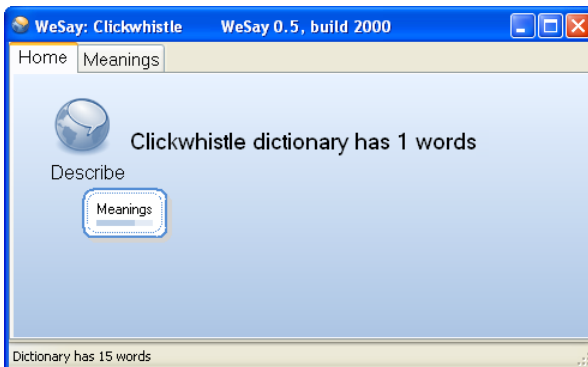 WeSay: Clickwhistle WeSay 0.5, build 2000
Home Meanings
Clickwhistle dictionary has 1 words
Describe
Meanings
Dictionary has 15 words